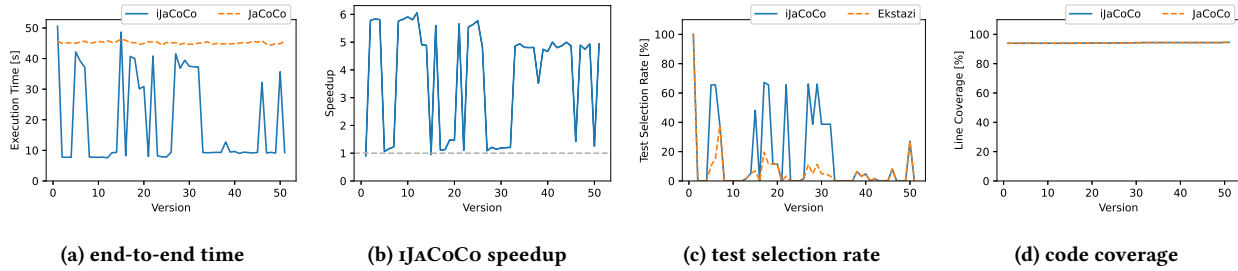 iJaCoCo JaCoCo
Execution Time [s]
50
40
30
20
10
0
0 10 20 30 40 50
Version
(a) end-to-end time
Speedup
6
5
4
3
2
1
0
0 10 20 30 40 50
Version
(b) iJaCoCo speedup
iJaCoCo Ekstazi
Test Selection Rate [%]
100
80
60
40
20
0
0 10 20 30 40 50
Version
(c) test selection rate
iJaCoCo JaCoCo
Line Coverage [%]
100
80
60
40
20
0
0 10 20 30 40 50
Version
(d) code coverage